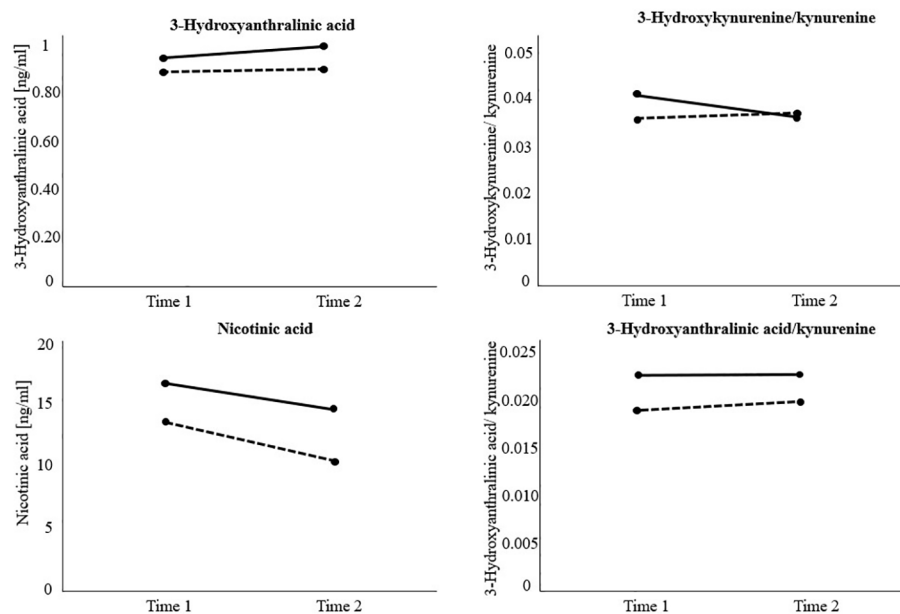 3-Hydroxyanthralinic acid
3-Hydroxyanthralinic acid [ng/ml]
1
0.80
0.60
0.40
0.20
0
Time 1 Time 2
3-Hydroxykynurenine/kynurenine
3-Hydroxykynurenine/ kynurenine
0.05
0.04
0.03
0.02
0.01
0
Time 1 Time 2
Nicotinic acid
Nicotinic acid [ng/ml]
20
15
10
5
0
Time 1 Time 2
3-Hydroxyanthralinic acid/kynurenine
3-Hydroxyanthralinic acid/ kynurenine
0.025
0.020
0.015
0.010
0.005
0
Time 1 Time 2